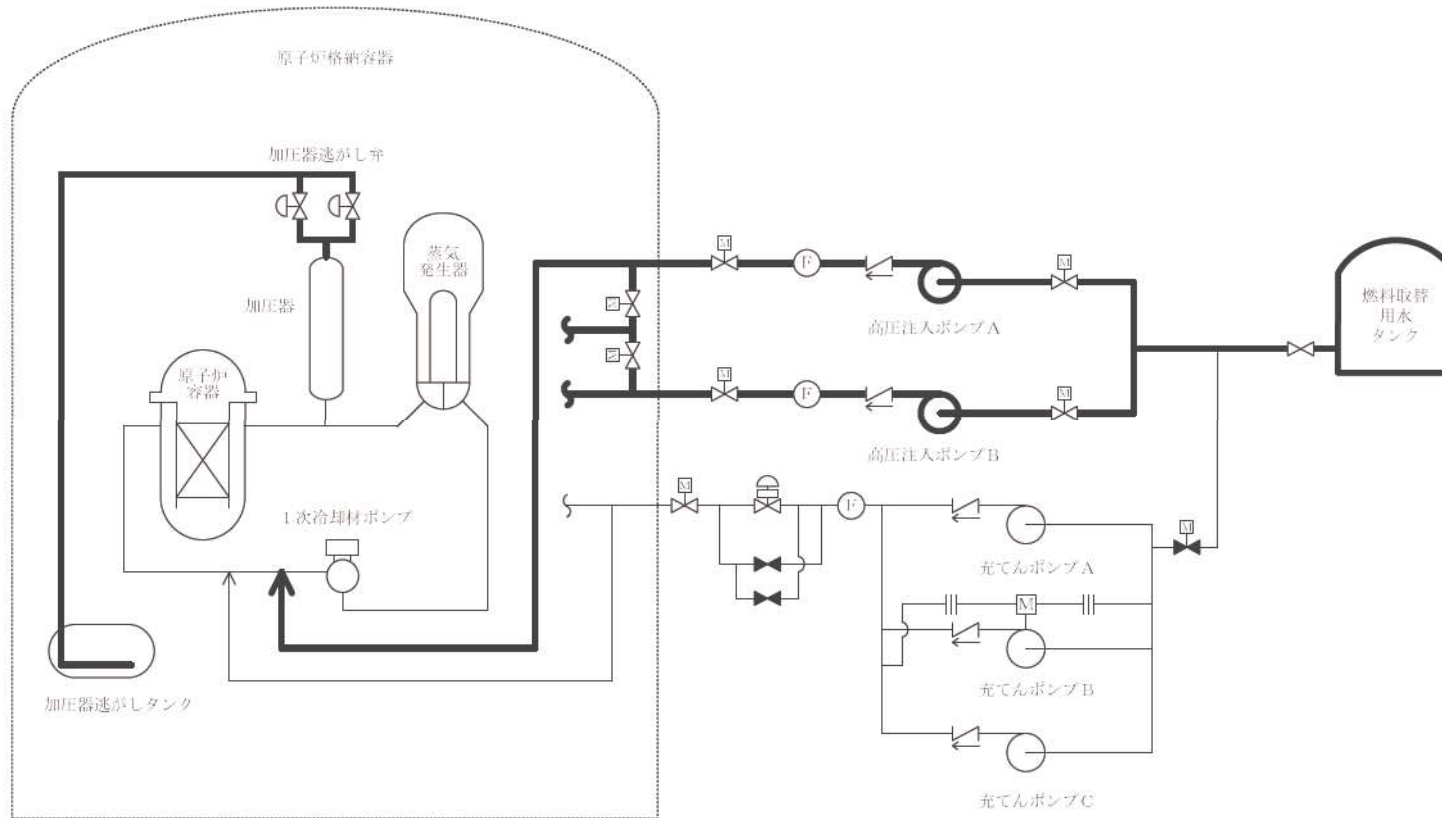 原子炉格納容器
加圧器逃がし弁
蒸気
発生器
加圧器
原子炉
容器
1次冷却材ポンプ
加圧器逃がしタンク
M
F
M
高圧注入ポンプA
M
M
M
F
M
高圧注入ポンプB
燃料取替
用水
タンク
M
F
充てんポンプA
M
M
充てんポンプB
充てんポンプC